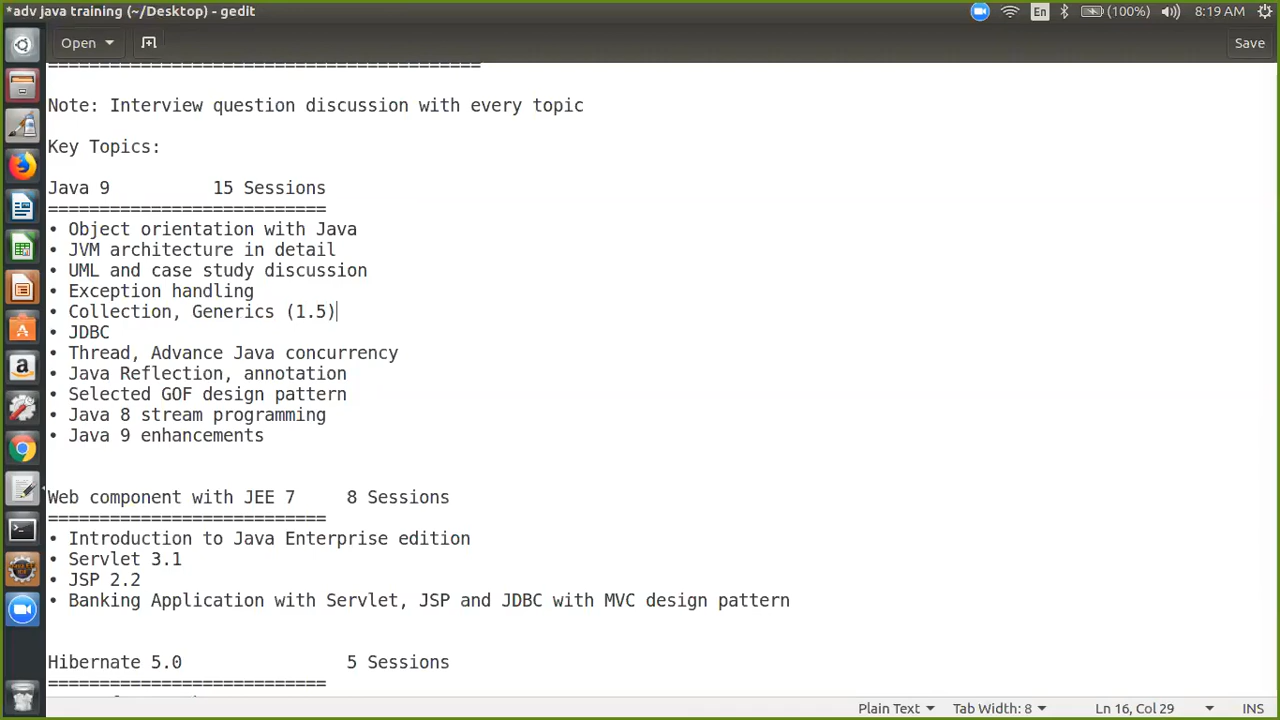 *adv java training (~/Desktop) - gedit
En
(100%)
8:19 AM
Open
Save
==========================================
Note: Interview question discussion with every topic
Key Topics:
Java 9 15 Sessions
===========================
• Object orientation with Java
• JVM architecture in detail
• UML and case study discussion
• Exception handling
• Collection, Generics (1.5)
• JDBC
• Thread, Advance Java concurrency
• Java Reflection, annotation
• Selected GOF design pattern
• Java 8 stream programming
• Java 9 enhancements
Web component with JEE 7 8 Sessions
===========================
• Introduction to Java Enterprise edition
• Servlet 3.1
• JSP 2.2
• Banking Application with Servlet, JSP and JDBC with MVC design pattern
Hibernate 5.0 5 Sessions
===========================
Plain Text
Tab Width: 8
Ln 16, Col 29
INS